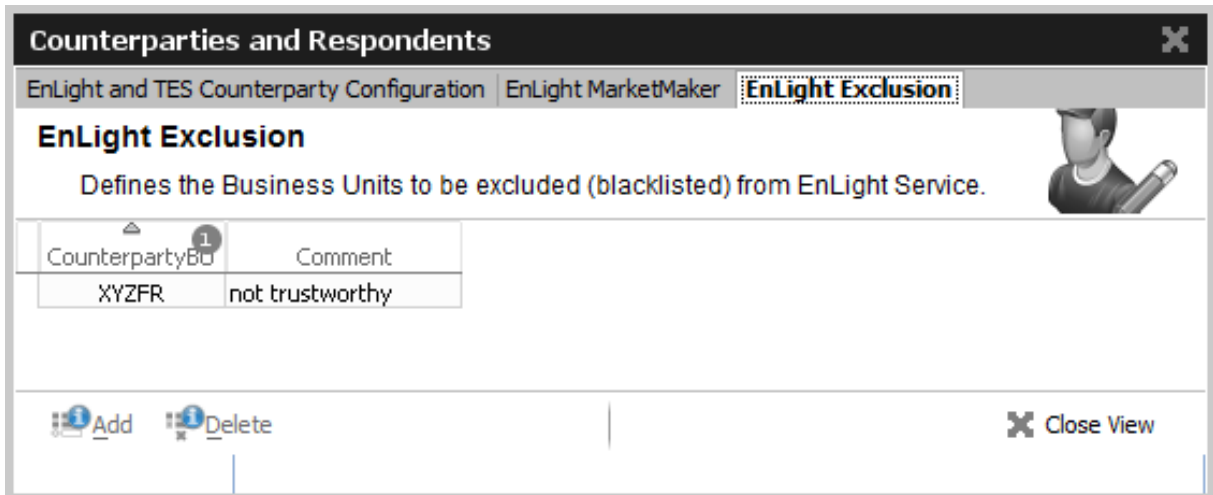 Counterparties and Respondents
EnLight and TES Counterparty Configuration EnLight MarketMaker EnLight Exclusion
EnLight Exclusion
Defines the Business Units to be excluded (blacklisted) from EnLight Service.
CounterpartyBU 1 Comment
XYZFR not trustworthy
Add Delete Close View